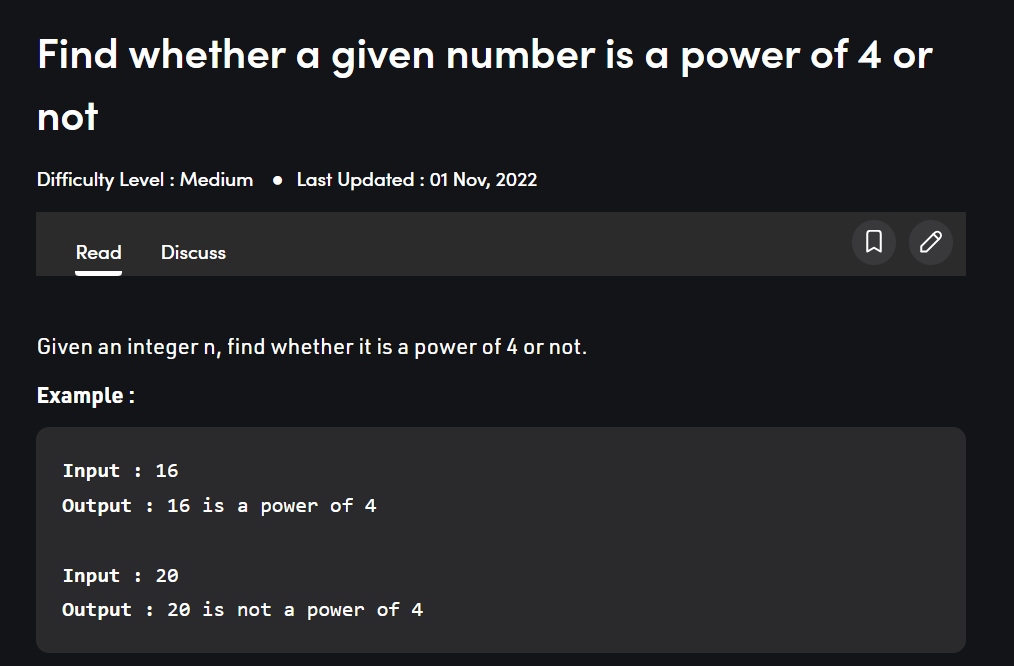 Find whether a given number is a power of 4 or
not
Difficulty Level : Medium ● Last Updated : 01 Nov, 2022
Read Discuss
Given an integer n, find whether it is a power of 4 or not.
Example :
Input : 16
Output : 16 is a power of 4
Input : 20
Output : 20 is not a power of 4